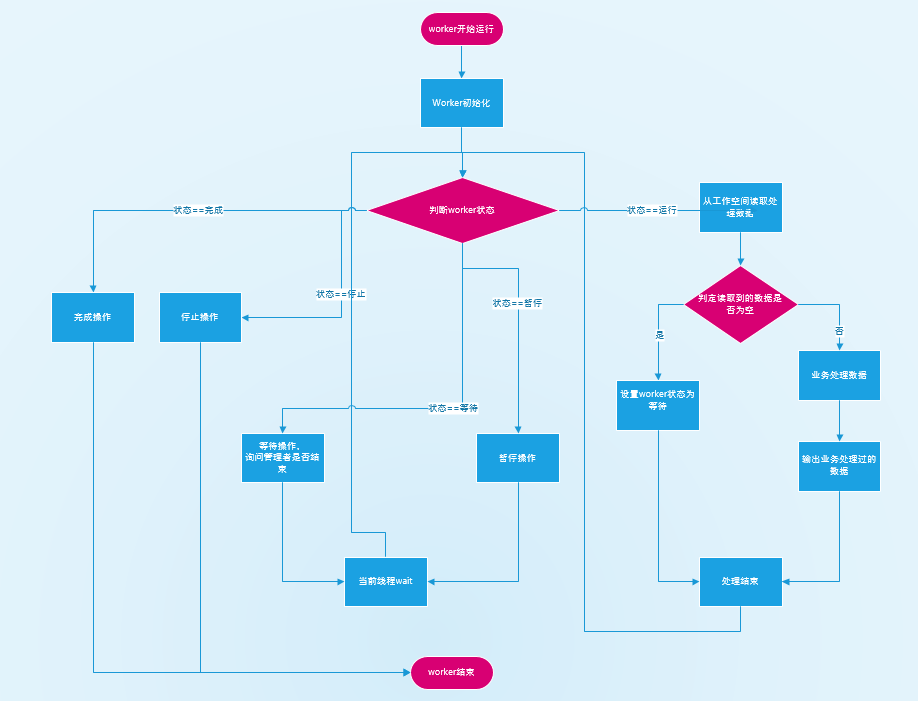 worker开始运行
Worker初始化
判断worker状态
状态==完成
状态==运行
从工作空间读取处
理数据
状态==停止
状态==暂停
判定读取到的数据是
否为空
完成操作
停止操作
是
否
业务处理数据
设置worker状态为
等待
状态==等待
等待操作,
询问管理者是否结
束
暂停操作
输出业务处理过的
数据
当前线程wait
处理结束
worker结束